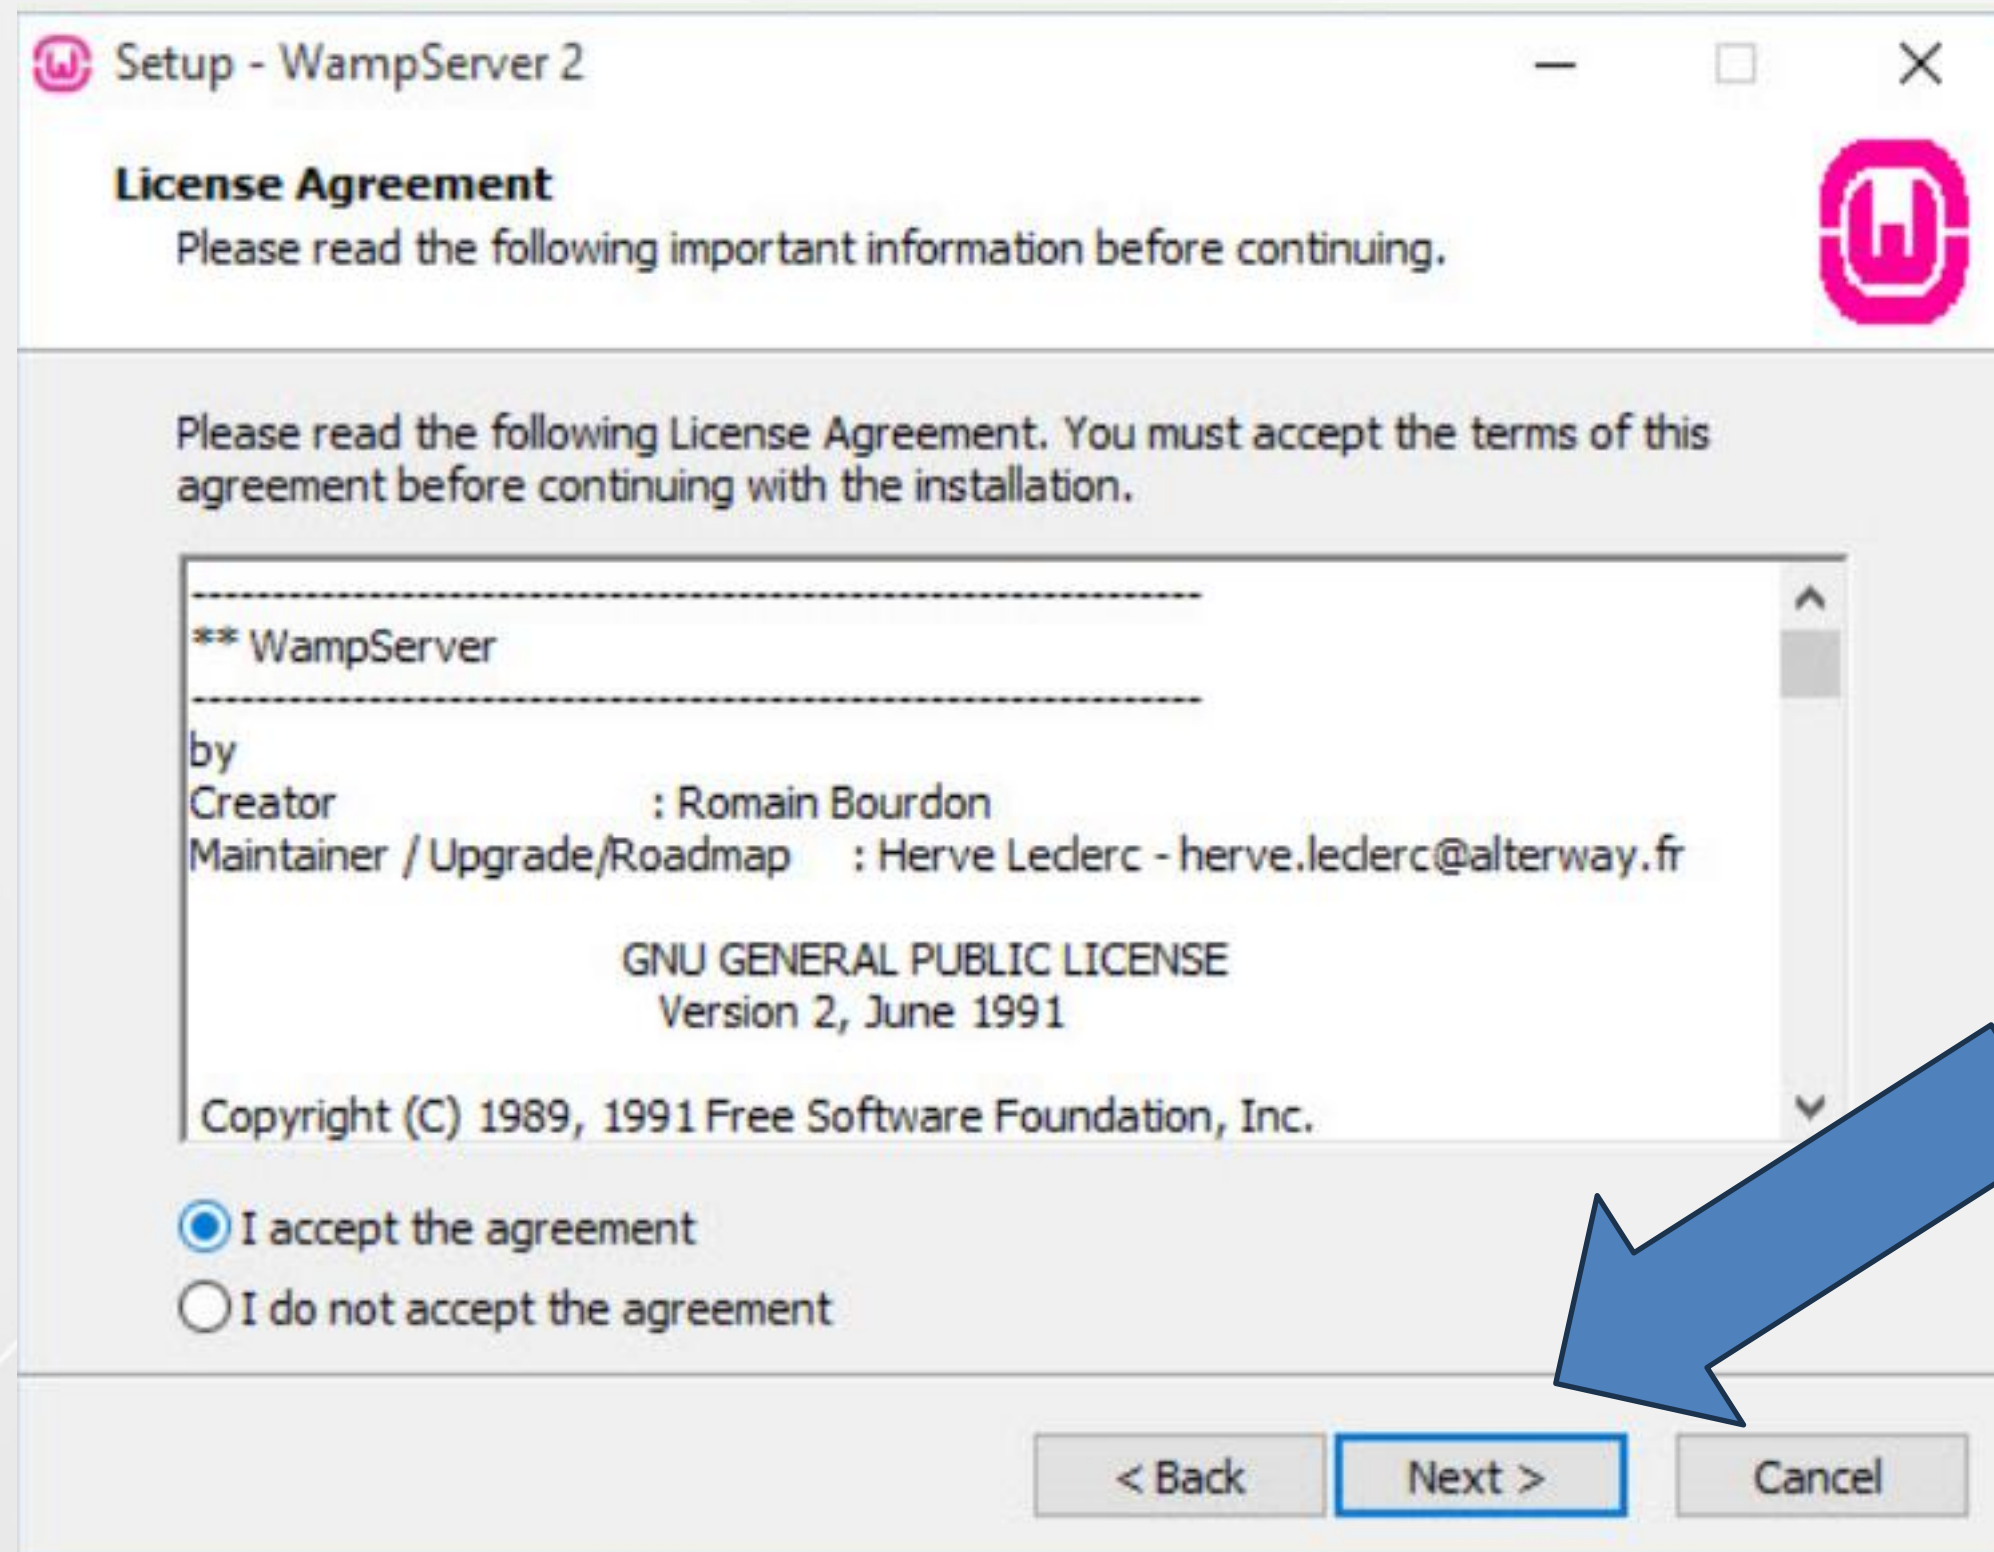 Setup - WampServer 2
License Agreement
Please read the following important information before continuing.
Please read the following License Agreement. You must accept the terms of this
agreement before continuing with the installation.
-----------------------------------------------------------------
** WampServer
-----------------------------------------------------------------
by
Creator : Romain Bourdon
Maintainer / Upgrade/Roadmap : Herve Leclerc - herve.leclerc@alterway.fr
GNU GENERAL PUBLIC LICENSE
Version 2, June 1991
Copyright (C) 1989, 1991 Free Software Foundation, Inc.
I accept the agreement
I do not accept the agreement
< Back Next > Cancel